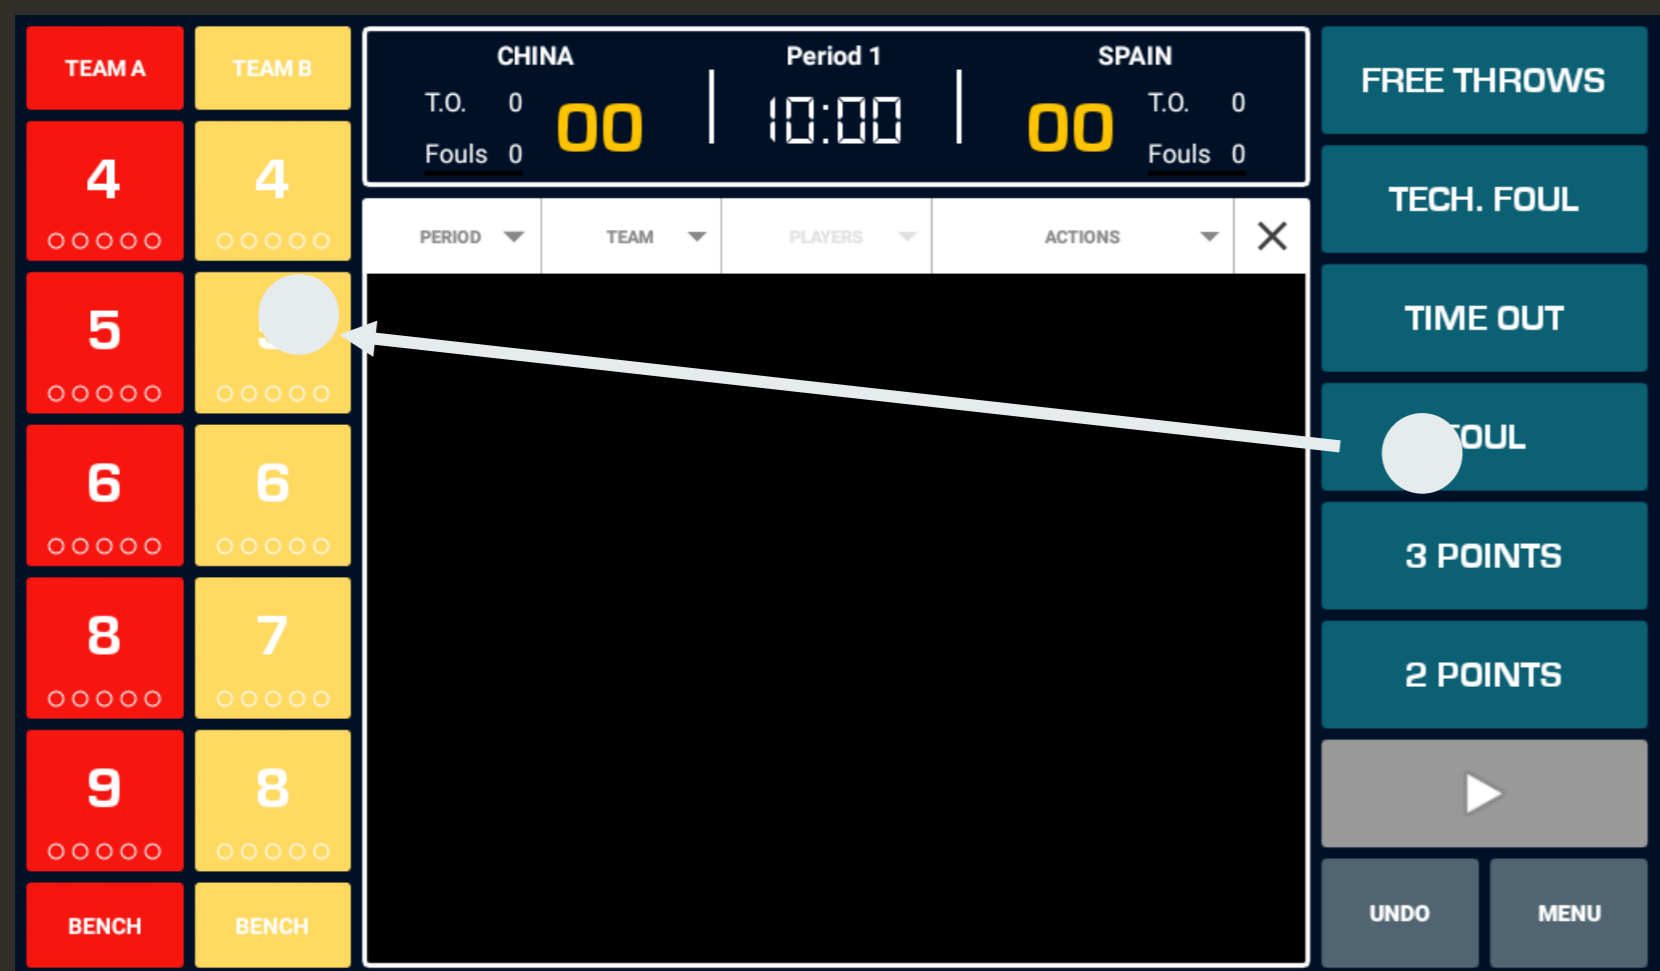 TEAM A
TEAM B
4
4
5
6
6
8
7
9
8
BENCH
BENCH
CHINA
Period 1
SPAIN
T.O. 0
00
10:00
00
T.O. 0
Fouls 0
Fouls 0
PERIOD
TEAM
PLAYERS
ACTIONS
FREE THROWS
TECH. FOUL
TIME OUT
OUL
3 POINTS
2 POINTS
UNDO
MENU